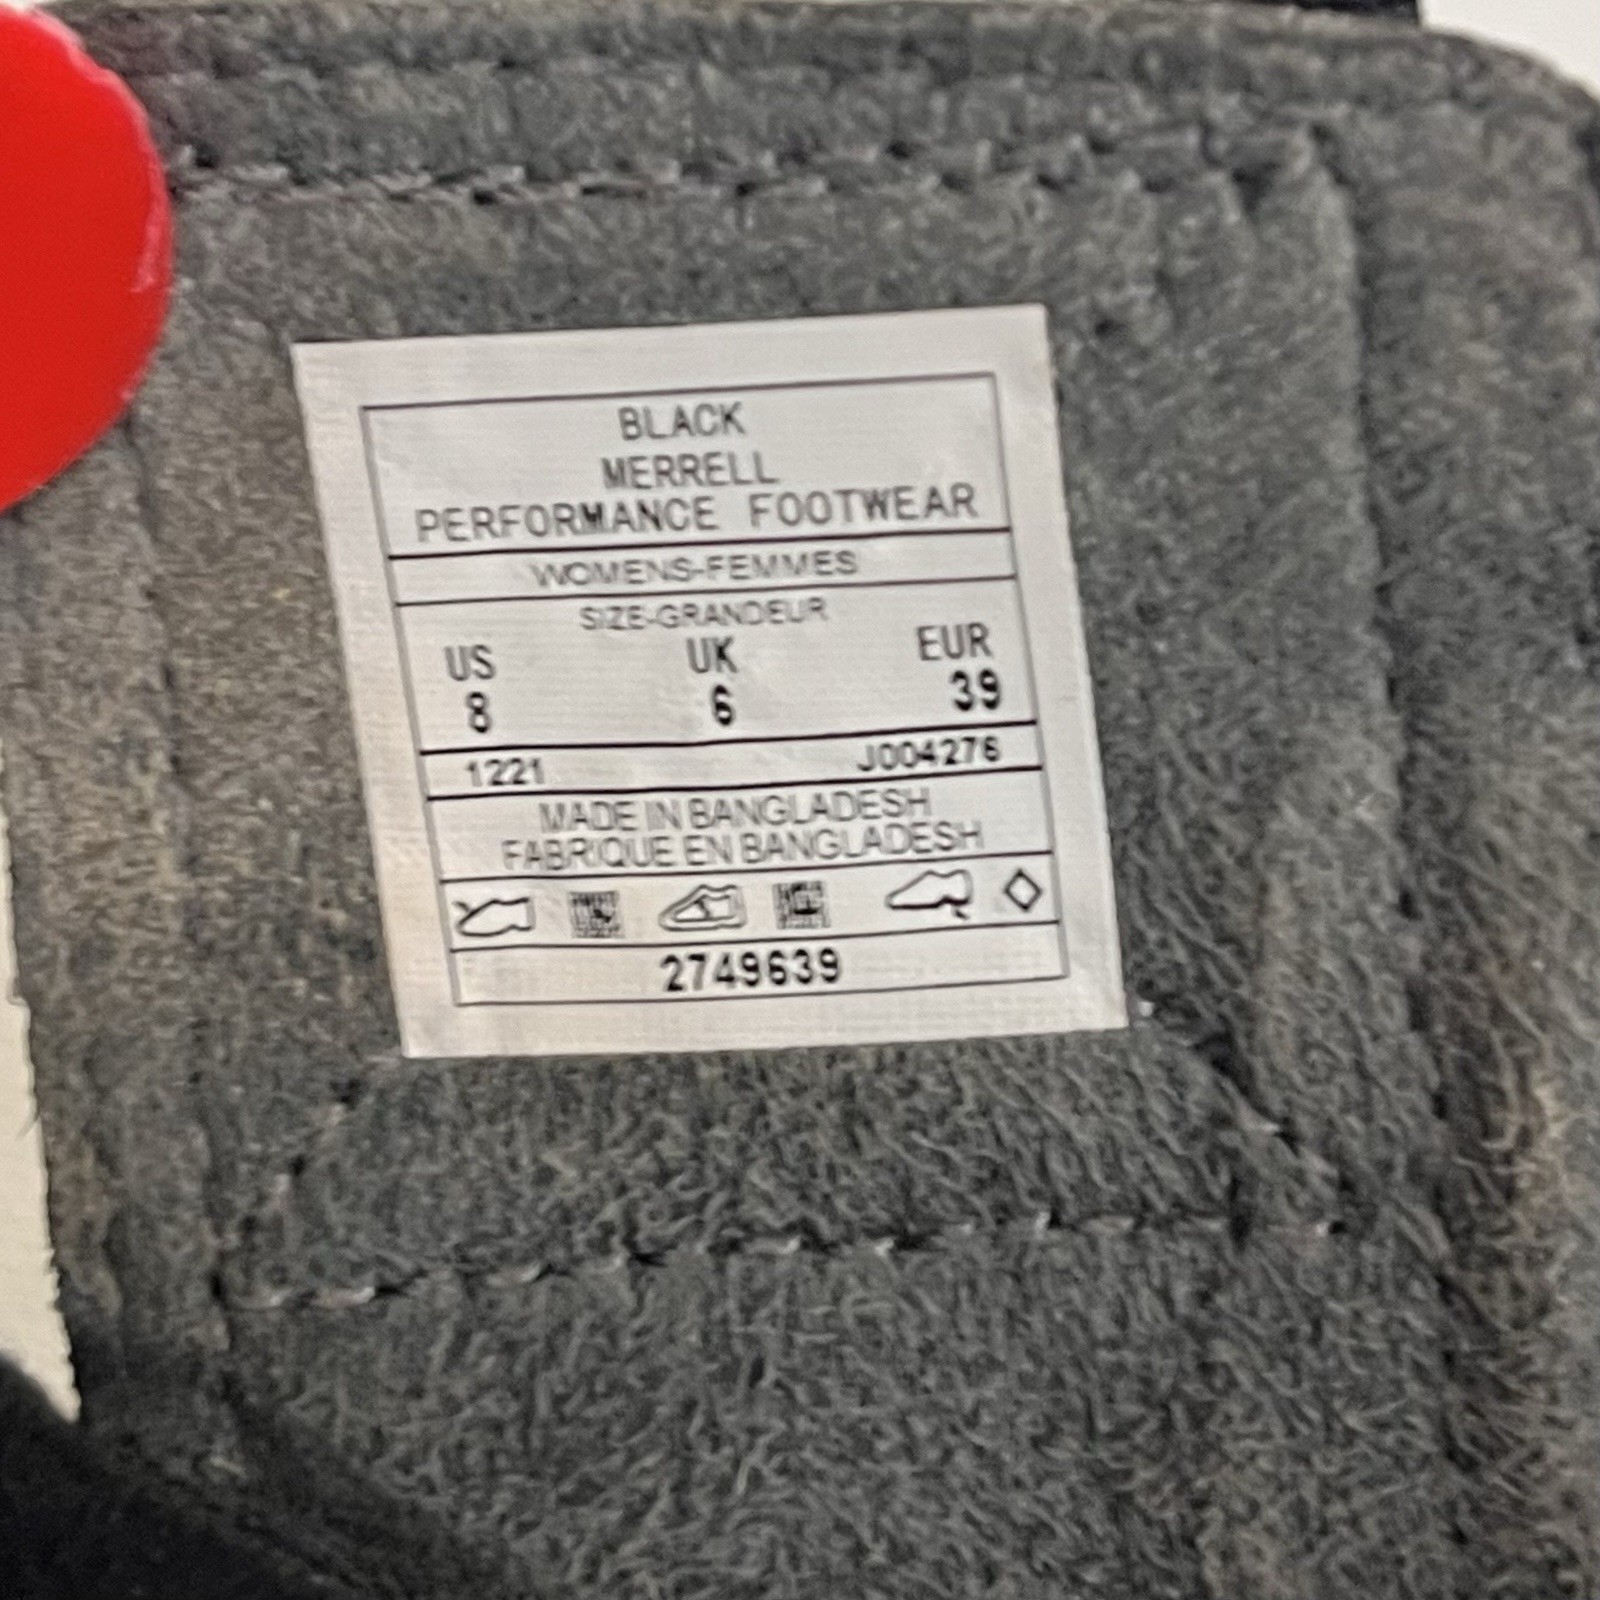 BLACK
MERRELL
PERFORMANCE FOOTWEAR
WOMENS-FEMMES
SIZE-GRANDEUR
US UK EUR
8 6 39
1221 J004276
MADE IN BANGLADESH
FABRIQUE EN BANGLADESH
2749639